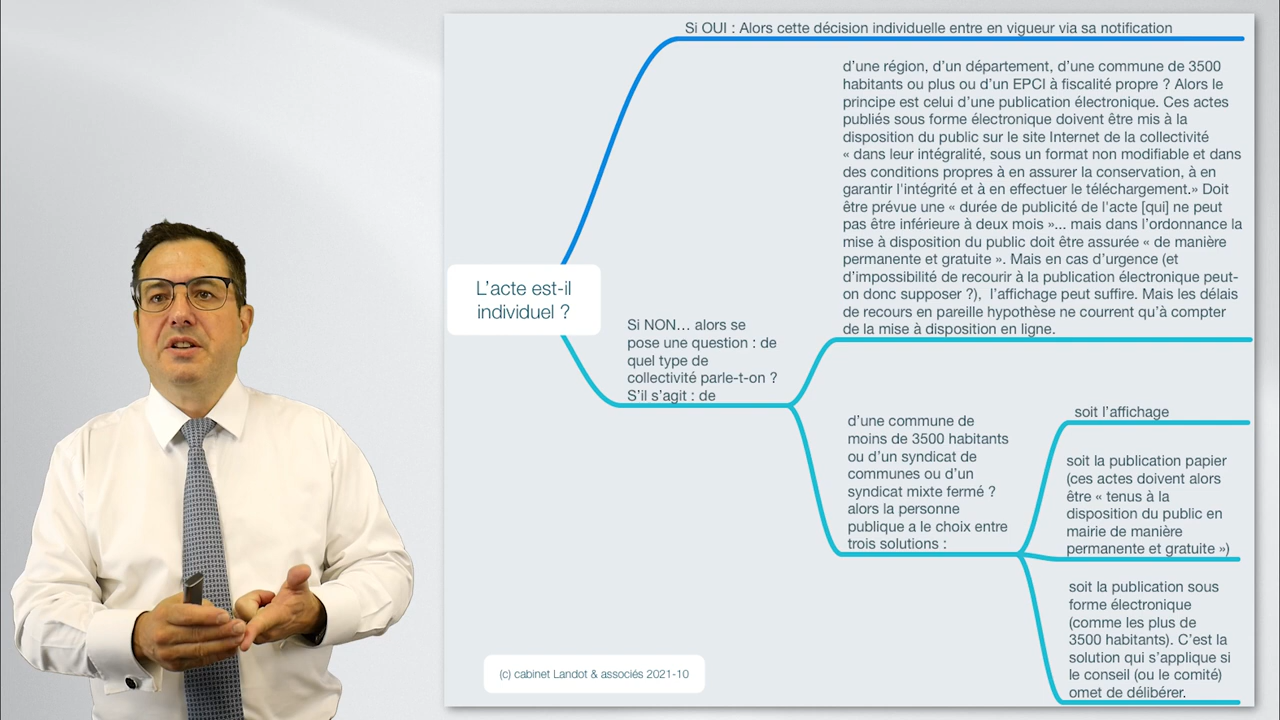 Si OUI : Alors cette décision individuelle entre en vigueur via sa notification
d’une région, d’un département, d’une commune de 3500
habitants ou plus ou d’un EPCI à fiscalité propre ? Alors le
principe est celui d’une publication électronique. Ces actes
publiés sous forme électronique doivent être mis à la
disposition du public sur le site Internet de la collectivité
« dans leur intégralité, sous un format non modifiable et dans
des conditions propres à en assurer la conservation, à en
garantir l'intégrité et à en effectuer le téléchargement.» Doit
être prévue une « durée de publicité de l'acte [qui] ne peut
pas être inférieure à deux mois »... mais dans l’ordonnance la
mise à disposition du public doit être assurée « de manière
permanente et gratuite ». Mais en cas d’urgence (et
d’impossibilité de recourir à la publication électronique peut-
on donc supposer ?),  l’affichage peut suffire. Mais les délais
de recours en pareille hypothèse ne courrent qu’à compter
de la mise à disposition en ligne.
L’acte est-il
individuel ?
Si NON… alors se
pose une question : de
quel type de
collectivité parle-t-on ?
S’il s’agit : de
d’une commune de
moins de 3500 habitants
ou d’un syndicat de
communes ou d’un
syndicat mixte fermé ?
alors la personne
publique a le choix entre
trois solutions :
soit l’affichage
soit la publication papier
(ces actes doivent alors
être « tenus à la
disposition du public en
mairie de manière
permanente et gratuite »)
soit la publication sous
forme électronique
(comme les plus de
3500 habitants). C’est la
solution qui s’applique si
le conseil (ou le comité)
omet de délibérer.
(c) cabinet Landot & associés 2021-10